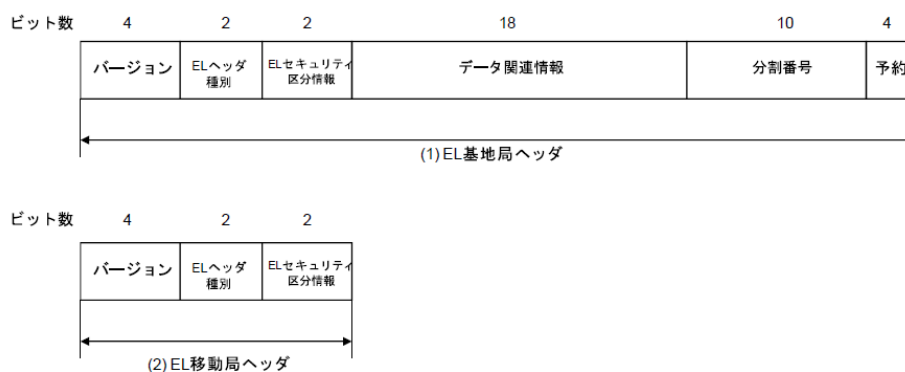 ビット数 4 2 2 18 10 4
バージョン ELヘッダ種別 ELセキュリティ区分情報 データ関連情報 分割番号 予約
(1)EL基地局ヘッダ
ビット数 4 2 2
バージョン ELヘッダ種別 ELセキュリティ区分情報
(2)EL移動局ヘッダ